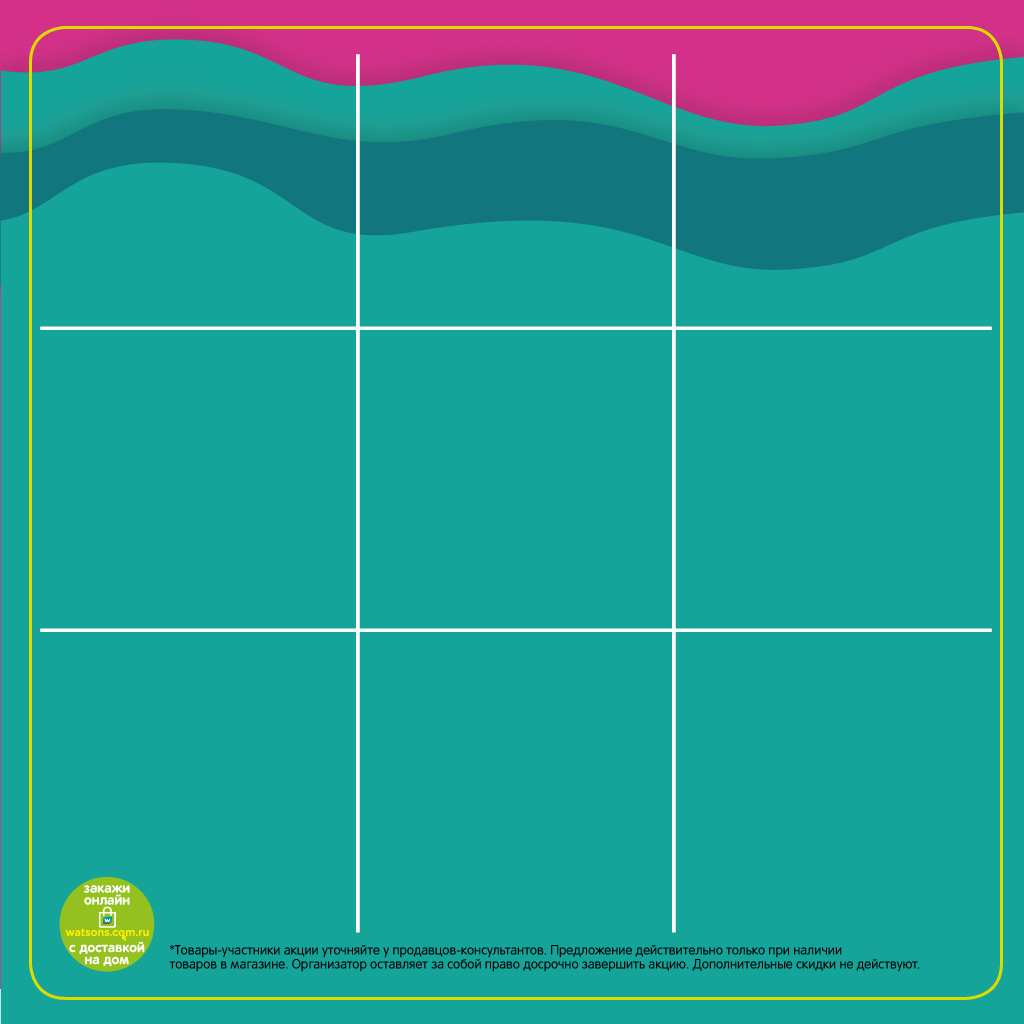 закажи
онлайн
w
watsons.com.ru
с доставкой
на дом
*Товары-участники акции уточняйте у продавцов-консультантов. Предложение действительно только при наличии
товаров в магазине. Организатор оставляет за собой право досрочно завершить акцию. Дополнительные скидки не действуют.